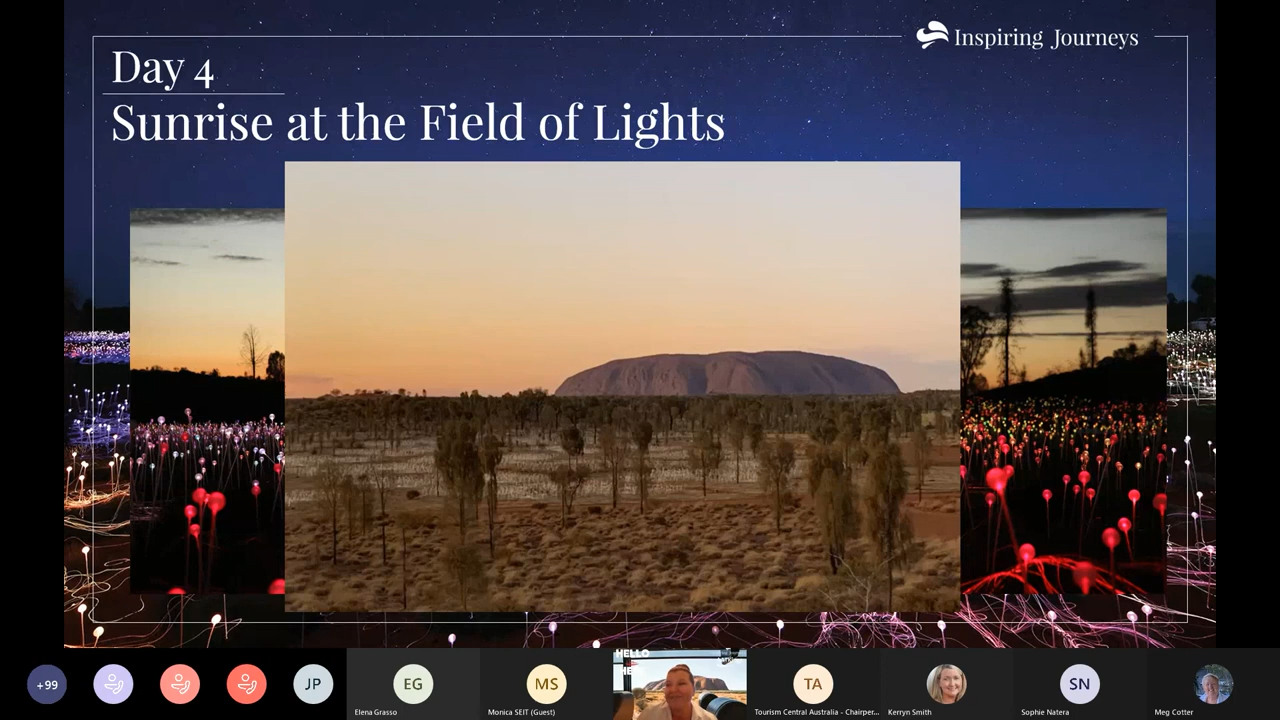 Inspiring Journeys
Day 4
Sunrise at the Field of Lights
HELLO
+99
JP
EG
MS
TA
SN
Elena Grasso
Monica SEIT (Guest)
Tourism Central Australia - Chairper...
Kerryn Smith
Sophie Natera
Meg Cotter